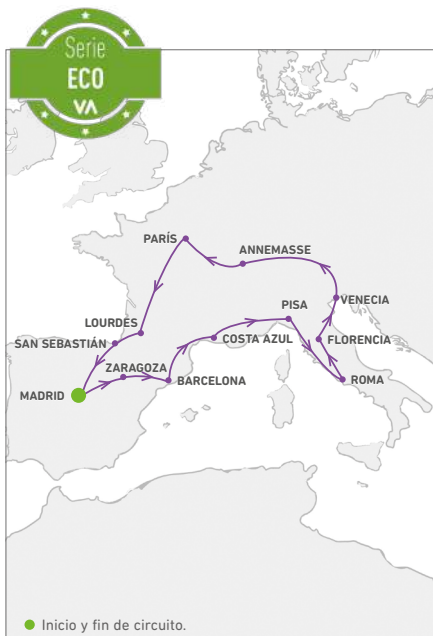 Serie
ECO
VA
PARÍS
ANNEMASSE
PISA
VENECIA
LOURDES
SAN SEBASTIÁN
COSTA AZUL
FLORENCIA
ZARAGOZA
BARCELONA
ROMA
MADRID
Inicio y fin de circuito.